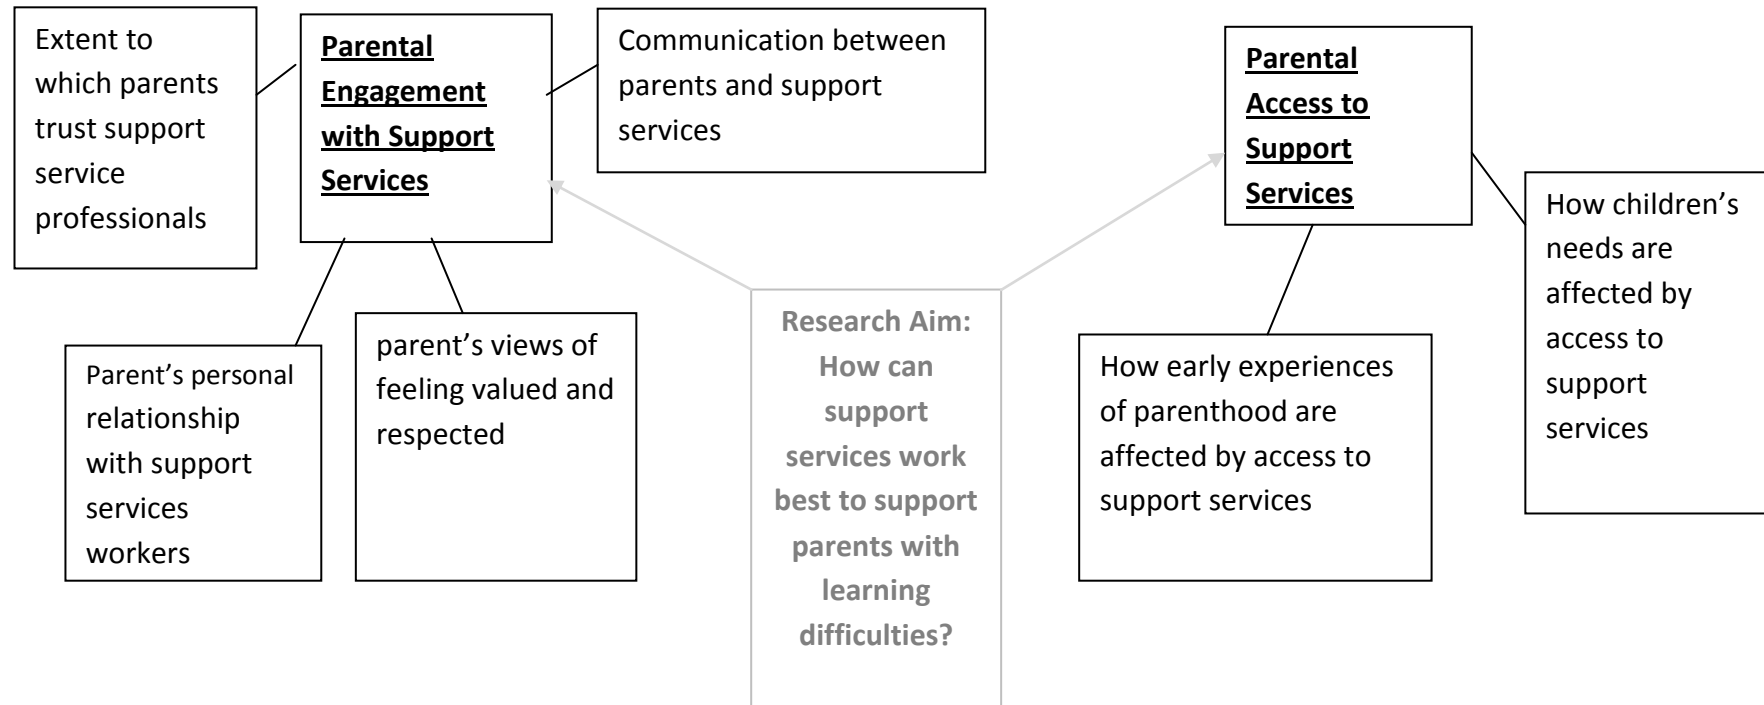 Extent to
which parents
trust support
service
professionals
Parental
Engagement
with Support
Services
Communication between
parents and support
services
Parental
Access to
Support
Services
How children’s
needs are
affected by
access to
support
services
Parent’s personal
relationship
with support
services
workers
parent’s views of
feeling valued and
respected
Research Aim:
How can
support
services work
best to support
parents with
learning
difficulties?
How early experiences
of parenthood are
affected by access to
support services